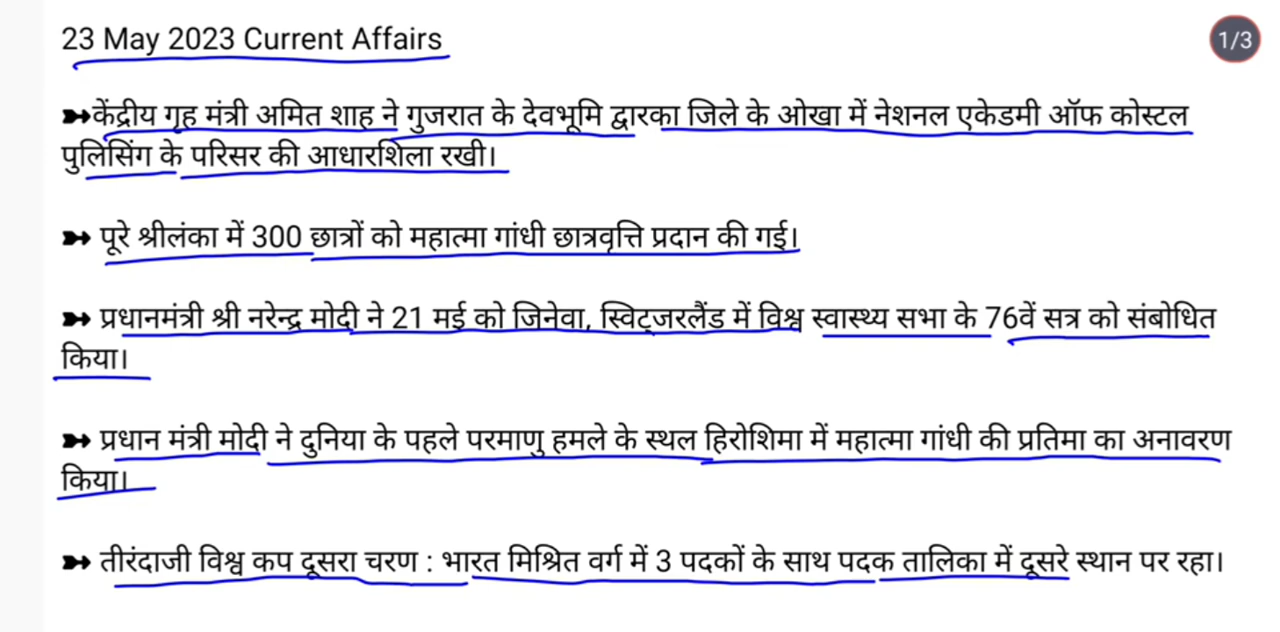 23 May 2023 Current Affairs
1/3
➼केंद्रीय गृह मंत्री अमित शाह ने गुजरात के देवभूमि द्वारका जिले के ओखा में नेशनल एकेडमी ऑफ कोस्टल
पुलिसिंग के परिसर की आधारशिला रखी।
➼ पूरे श्रीलंका में 300 छात्रों को महात्मा गांधी छात्रवृत्ति प्रदान की गई।
➼ प्रधानमंत्री श्री नरेन्द्र मोदी ने 21 मई को जिनेवा, स्विट्जरलैंड में विश्व स्वास्थ्य सभा के 76वें सत्र को संबोधित
किया।
➼ प्रधान मंत्री मोदी ने दुनिया के पहले परमाणु हमले के स्थल हिरोशिमा में महात्मा गांधी की प्रतिमा का अनावरण
किया।
➼ तीरंदाजी विश्व कप दूसरा चरण : भारत मिश्रित वर्ग में 3 पदकों के साथ पदक तालिका में दूसरे स्थान पर रहा।